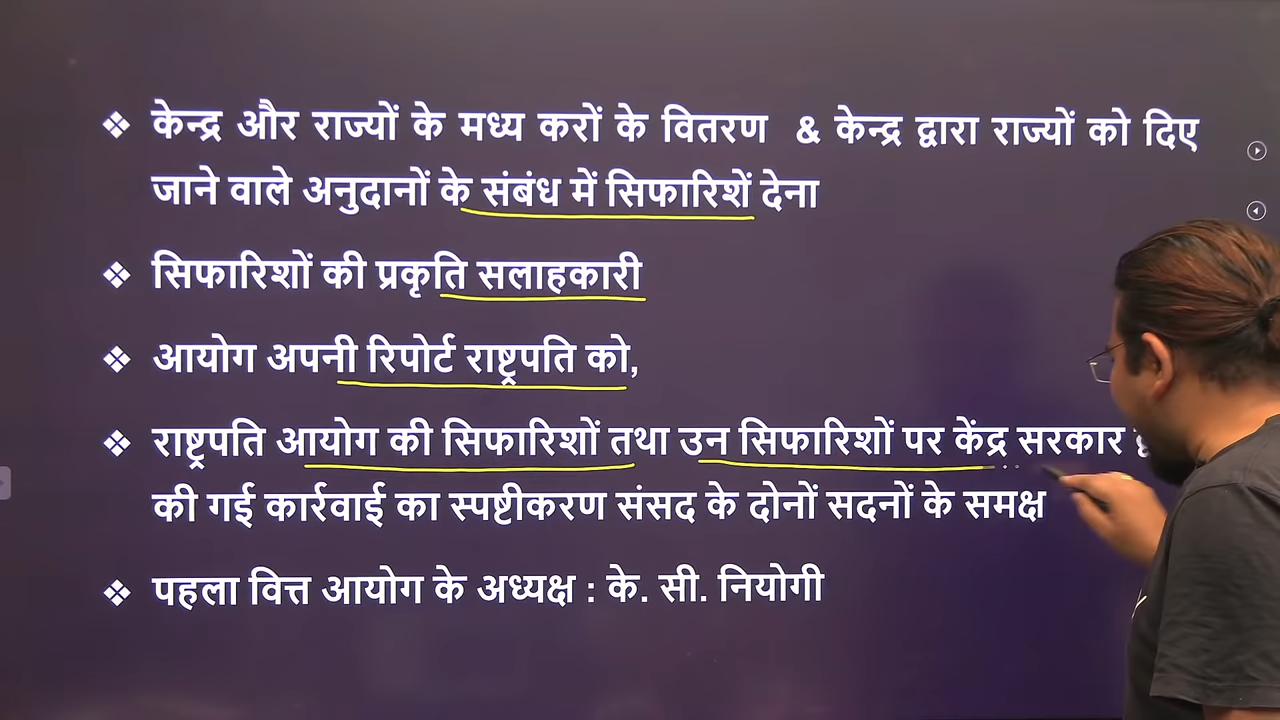 ❖ केन्द्र और राज्यों के मध्य करों के वितरण & केन्द्र द्वारा राज्यों को दिए
जाने वाले अनुदानों के संबंध में सिफारिशें देना
❖ सिफारिशों की प्रकृति सलाहकारी
❖ आयोग अपनी रिपोर्ट राष्ट्रपति को,
❖ राष्ट्रपति आयोग की सिफारिशों तथा उन सिफारिशों पर केंद्र सरकार
की गई कार्रवाई का स्पष्टीकरण संसद के दोनों सदनों के समक्ष
❖ पहला वित्त आयोग के अध्यक्ष : के. सी. नियोगी